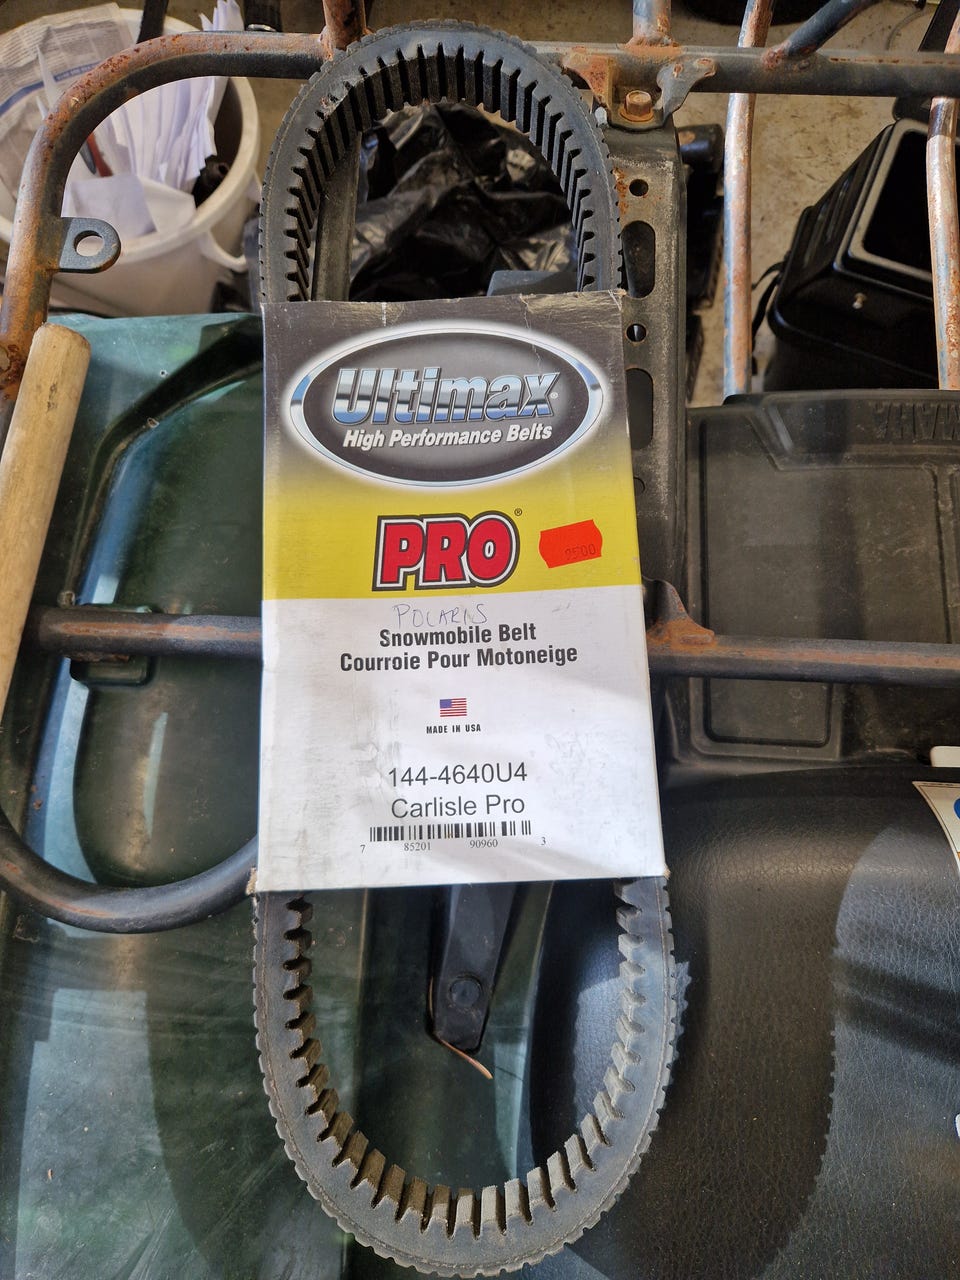 Ultimax®
High Performance Belts
PRO®
2500
POLARIS
Snowmobile Belt
Courroie Pour Motoneige
MADE IN USA
144-4640U4
Carlisle Pro
7 85201 90960 3